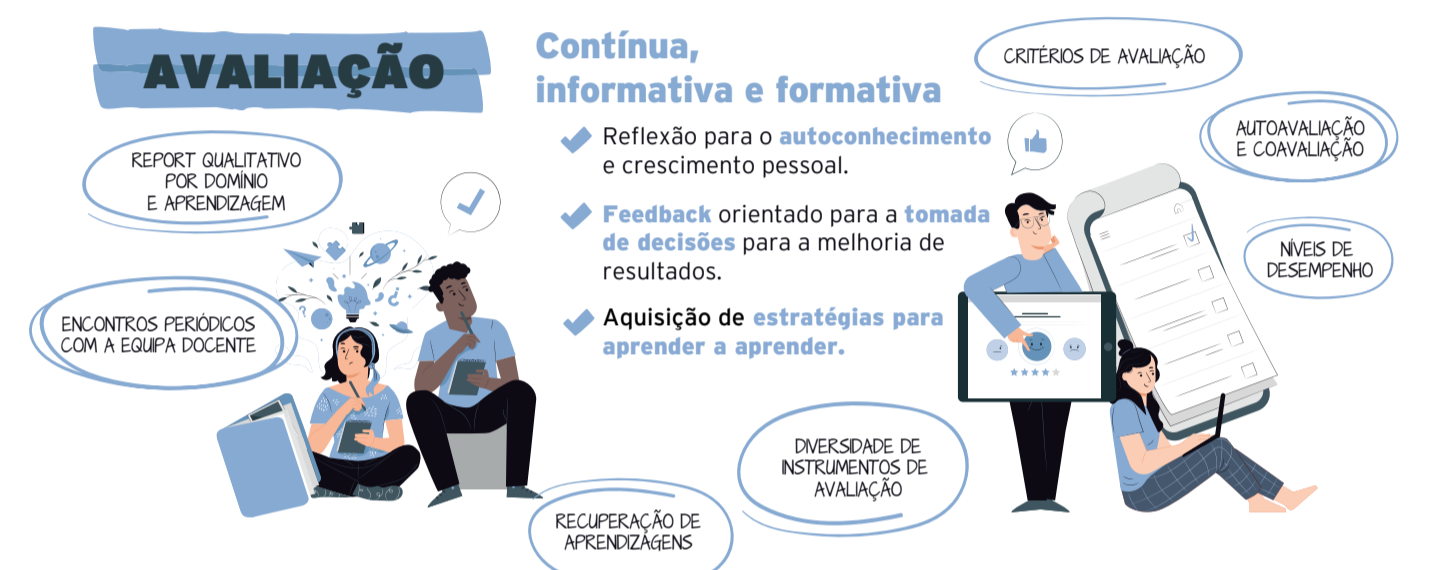 AVALIAÇÃO
Contínua,
informativa e formativa
Reflexão para o autoconhecimento
e crescimento pessoal.
Feedback orientado para a tomada
de decisões para a melhoria de
resultados.
Aquisição de estratégias para
aprender a aprender.
REPORT QUALITATIVO
POR DOMÍNIO
E APRENDIZAGEM
ENCONTROS PERIÓDICOS
COM A EQUIPA DOCENTE
RECUPERAÇÃO DE
APRENDIZAGENS
DIVERSIDADE DE
INSTRUMENTOS DE
AVALIAÇÃO
CRITÉRIOS DE AVALIAÇÃO
AUTOAVALIAÇÃO
E COAVALIAÇÃO
NÍVEIS DE
DESEMPENHO